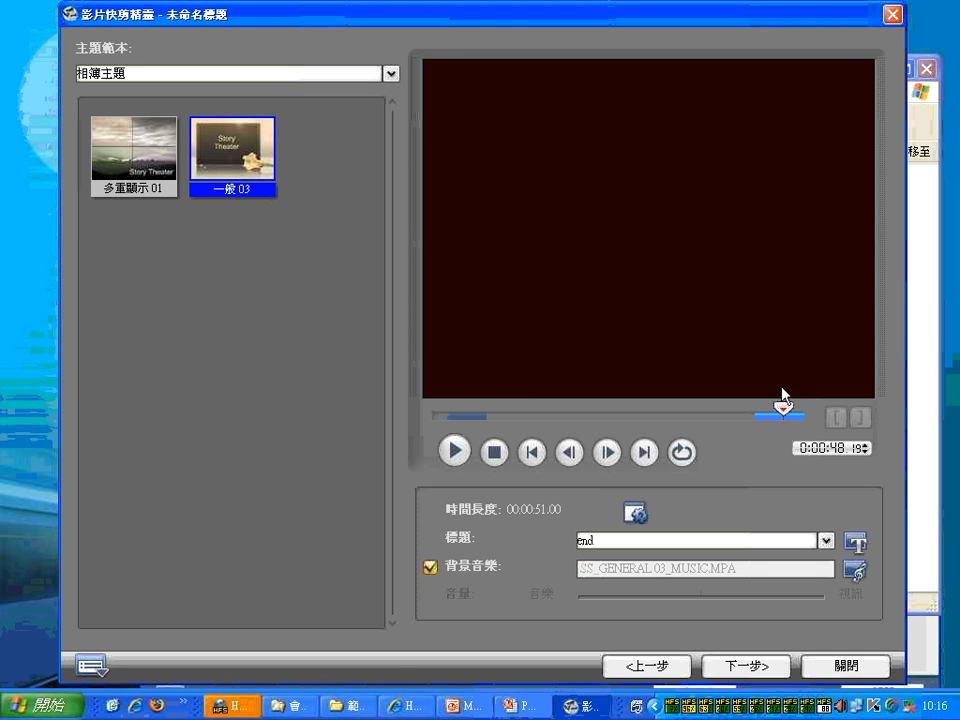 影片快剪精靈 - 未命名標題
主題範本:
相簿主題
移至
Story Theater
Story
Theater
多重顯示 01
一般 03
0:00:48.19
時間長度: 00:00:51.00
標題:
end
背景音樂:
SS_GENERAL 03_MUSIC.MPA
音量:
音樂
視訊
<上一步
下一步>
關閉
開始
H...
會...
範...
H...
M...
P...
影...
10:16